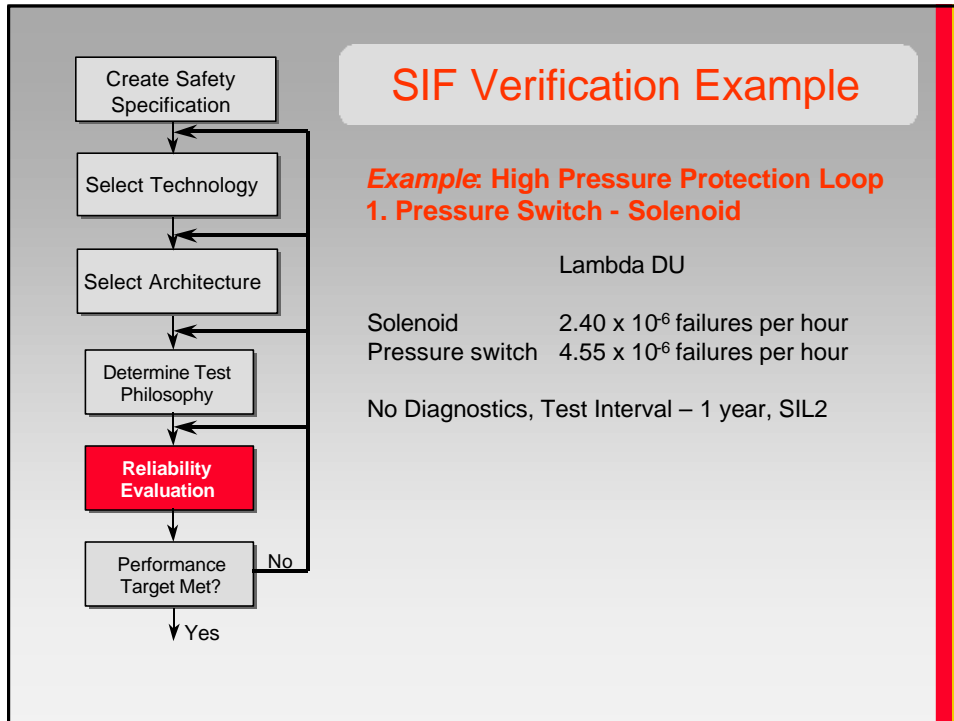 Create Safety
Specification
Select Technology
Select Architecture
Determine Test
Philosophy
Reliability
Evaluation
Performance
Target Met?
No
Yes
SIF Verification Example
Example: High Pressure Protection Loop
1. Pressure Switch - Solenoid
Lambda DU
Solenoid 2.40 x 10⁻⁶ failures per hour
Pressure switch 4.55 x 10⁻⁶ failures per hour
No Diagnostics, Test Interval – 1 year, SIL2